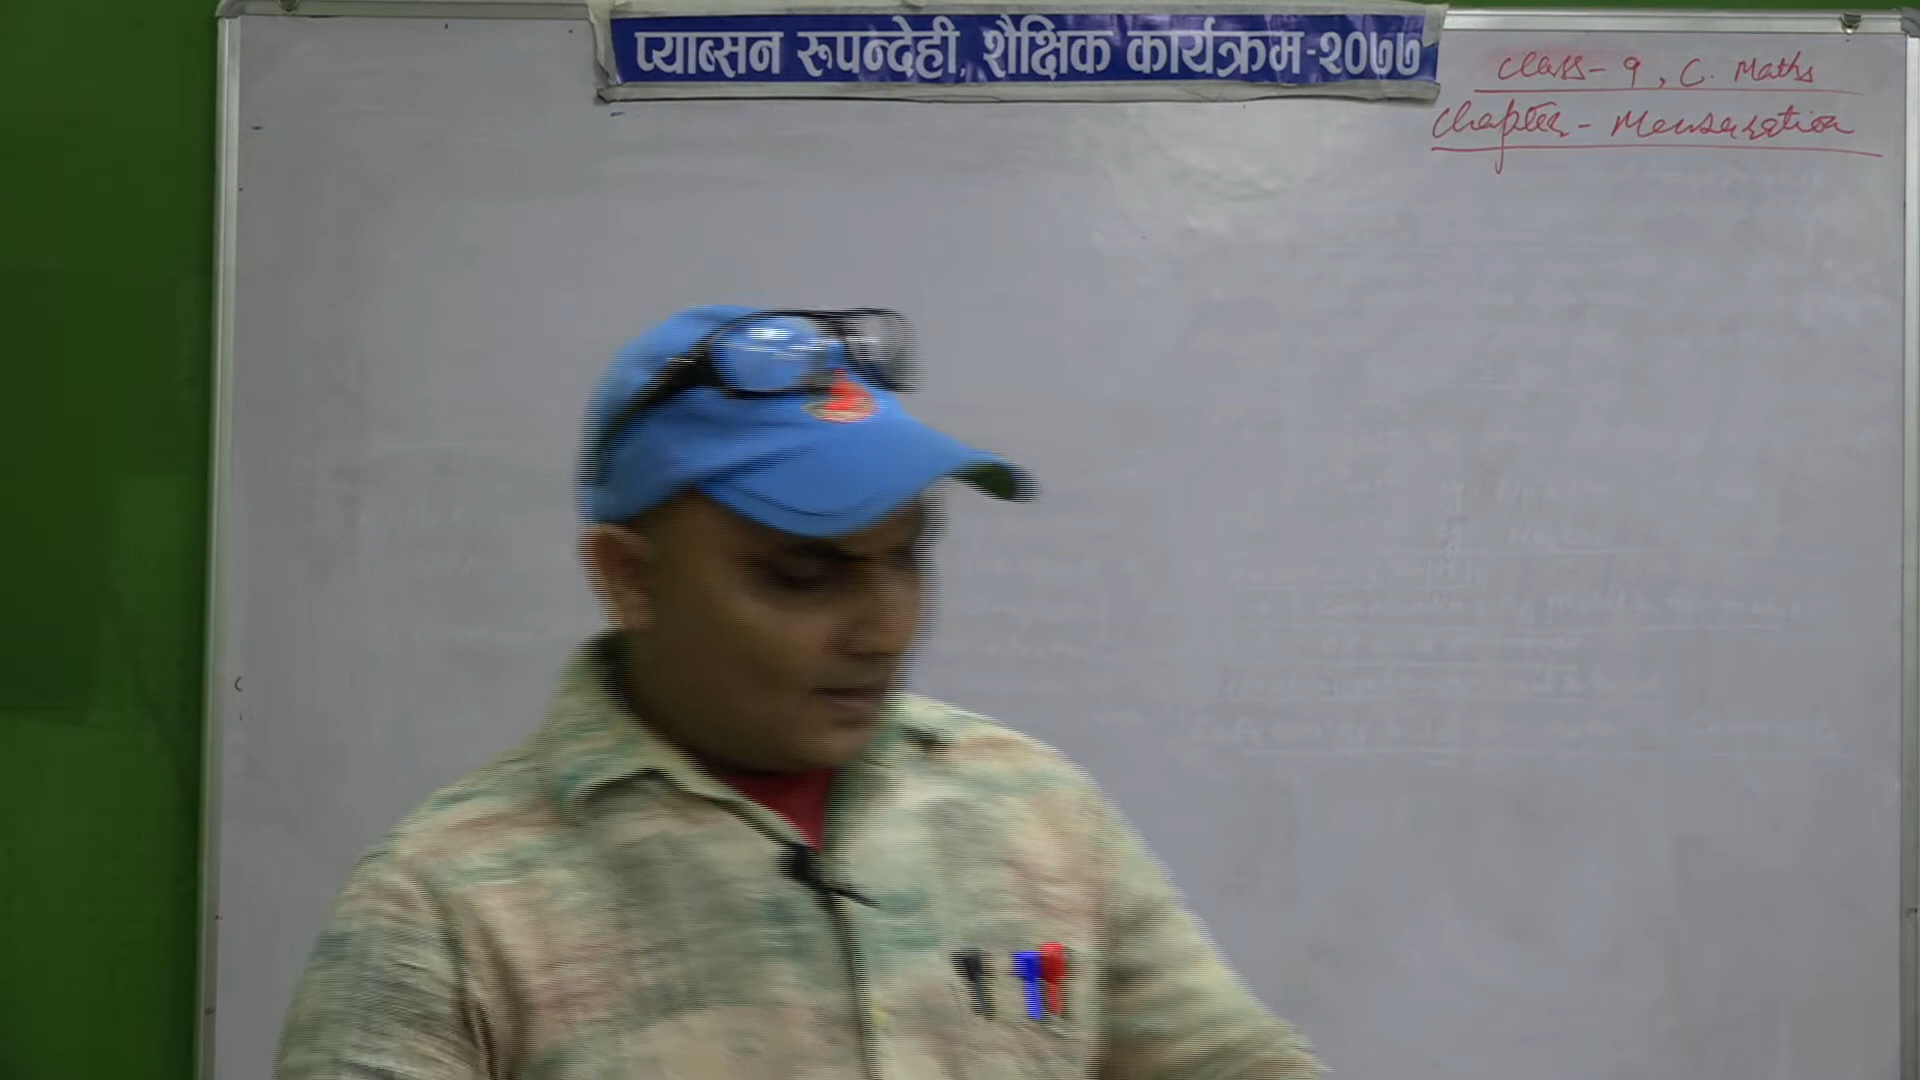 प्याब्सन रूपन्देही, शैक्षिक कार्यक्रम-२०७७
Class-9, C. Maths
Chapter- Mensuration